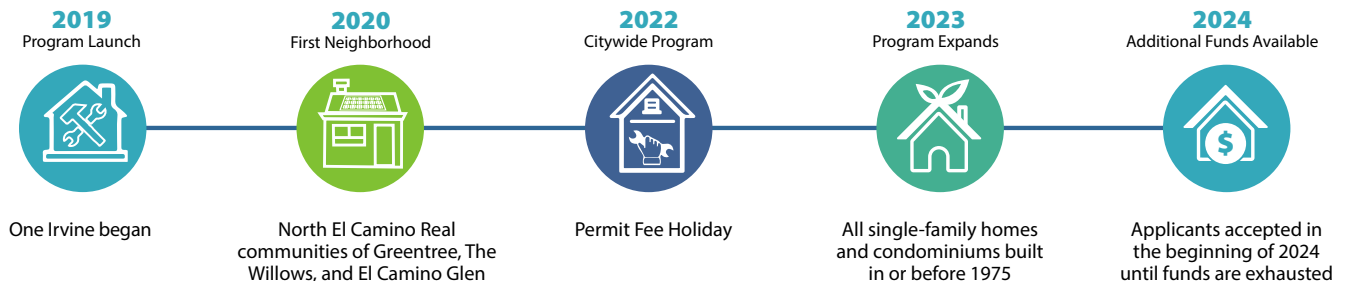 2019
Program Launch
One Irvine began
2020
First Neighborhood
North El Camino Real
communities of Greentree, The
Willows, and El Camino Glen
2022
Citywide Program
Permit Fee Holiday
2023
Program Expands
All single-family homes
and condominiums built
in or before 1975
2024
Additional Funds Available
$
Applicants accepted in
the beginning of 2024
until funds are exhausted